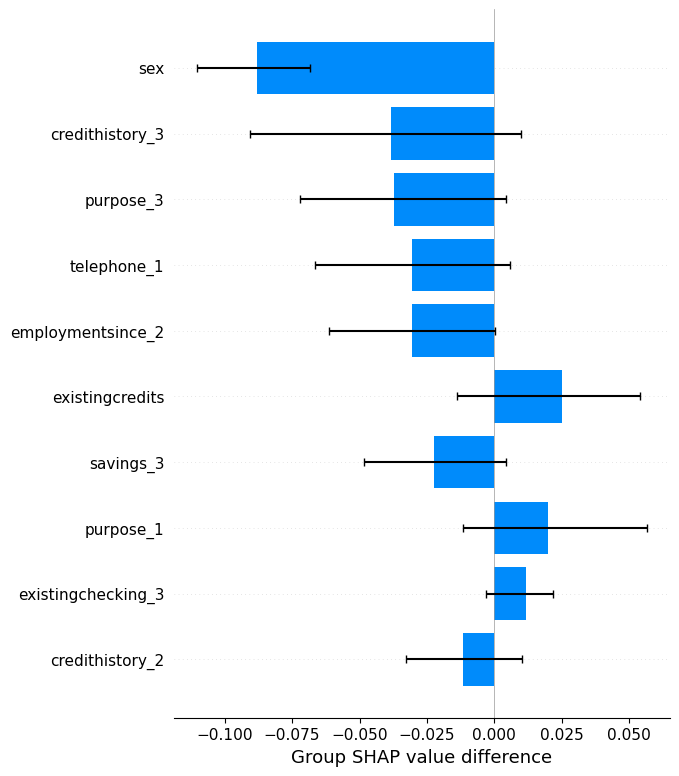 sex
credithistory_3
purpose_3
telephone_1
employmentsince_2
existingcredits
savings_3
purpose_1
existingchecking_3
credithistory_2
−0.100 −0.075 −0.050 −0.025 0.000 0.025 0.050
Group SHAP value difference